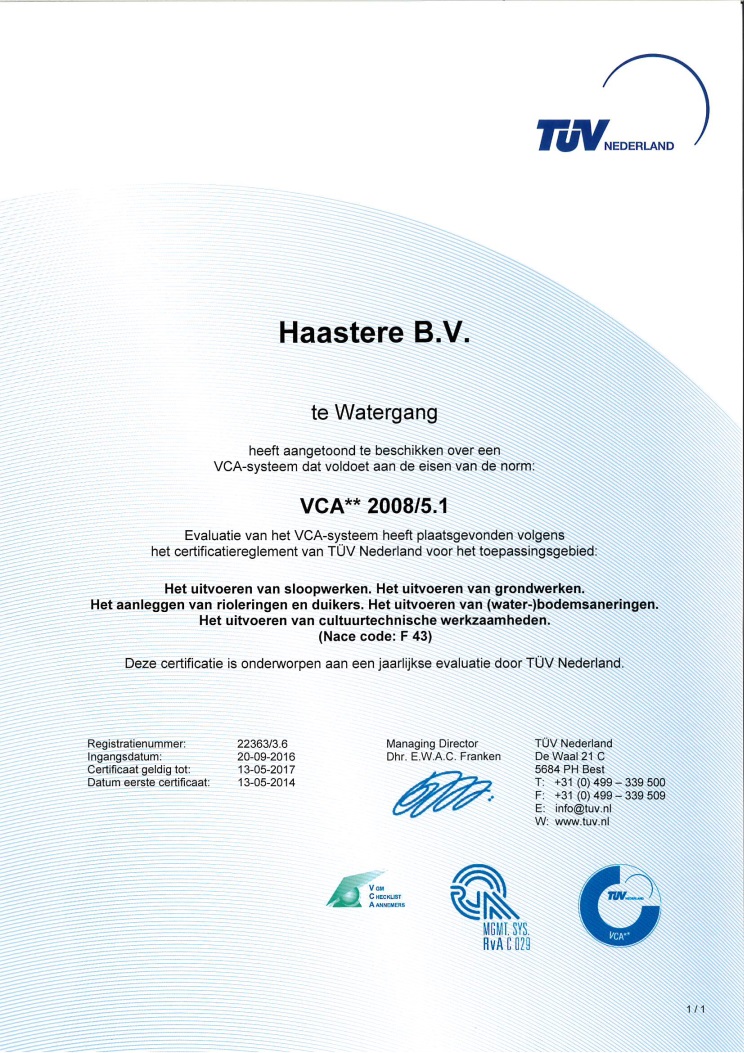 TÜV NEDERLAND
Haastere B.V.
te Watergang
heeft aangetoond te beschikken over een
VCA-systeem dat voldoet aan de eisen van de norm:
VCA** 2008/5.1
Evaluatie van het VCA-systeem heeft plaatsgevonden volgens
het certificatiereglement van TÜV Nederland voor het toepassingsgebied:
Het uitvoeren van sloopwerken. Het uitvoeren van grondwerken.
Het aanleggen van rioleringen en duikers. Het uitvoeren van (water-)bodemsaneringen.
Het uitvoeren van cultuurtechnische werkzaamheden.
(Nace code: F 43)
Deze certificatie is onderworpen aan een jaarlijkse evaluatie door TÜV Nederland.
Registratienummer: 22363/3.6
Ingangsdatum: 20-09-2016
Certificaat geldig tot: 13-05-2017
Datum eerste certificaat: 13-05-2014
Managing Director
Dhr. E.W.A.C. Franken
TÜV Nederland
De Waal 21 C
5684 PH Best
T: +31 (0) 499 – 339 500
F: +31 (0) 499 – 339 509
E: info@tuv.nl
W: www.tuv.nl
VGM
CHECKLIST
AANNEMERS
MGMT. SYS.
RvA C 029
TÜV NEDERLAND
VCA**
1 / 1